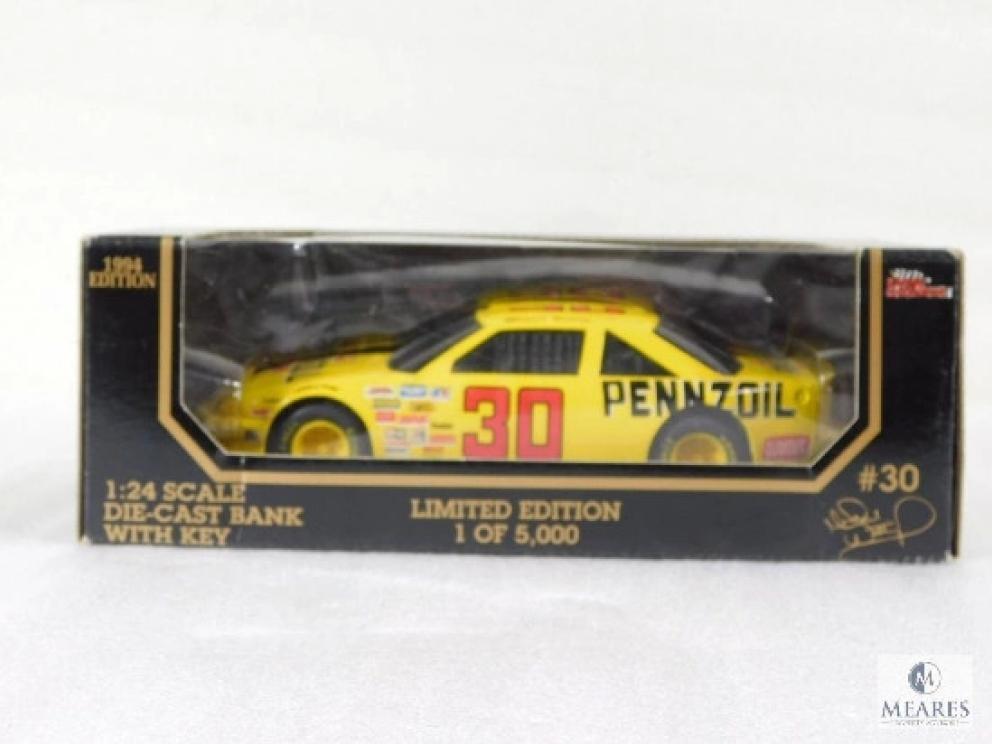 1994
EDITION
30
PENNZOIL
1:24 SCALE
DIE-CAST BANK
WITH KEY
LIMITED EDITION
1 OF 5,000
#30
M
MEARES